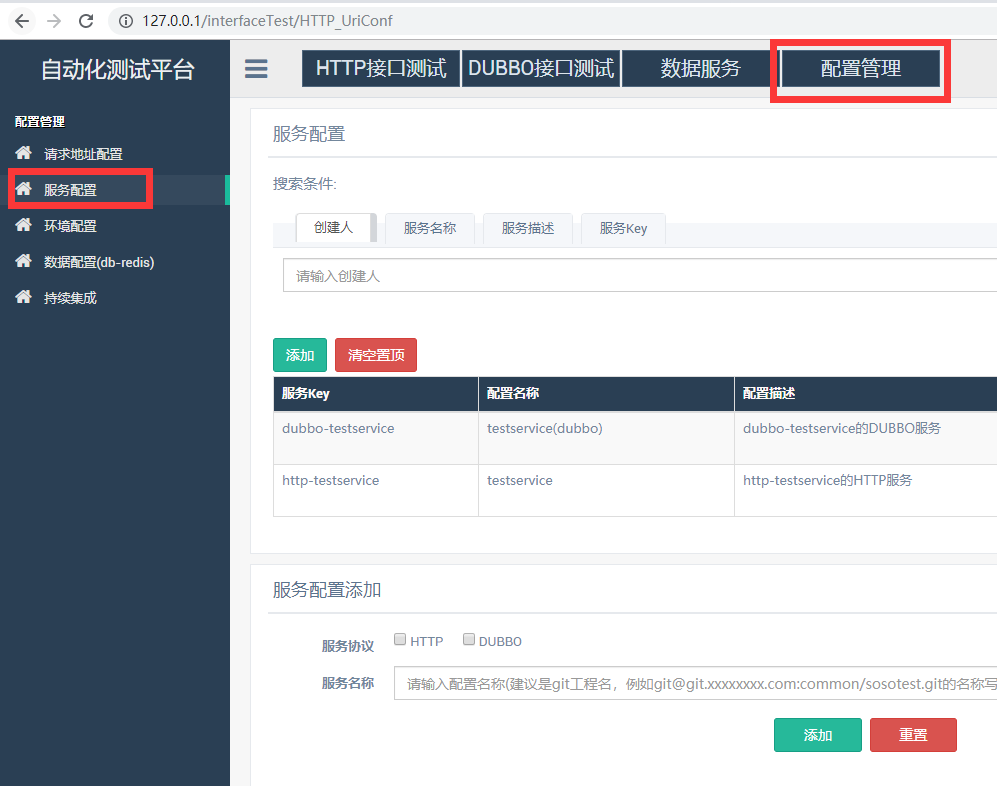 127.0.0.1/interfaceTest/HTTP_UriConf
自动化测试平台
HTTP接口测试 DUBBO接口测试 数据服务 配置管理
配置管理
请求地址配置
服务配置
环境配置
数据配置(db-redis)
持续集成
服务配置
搜索条件:
创建人 服务名称 服务描述 服务Key
请输入创建人
添加 清空置顶
服务Key 配置名称 配置描述
dubbo-testservice testservice(dubbo) dubbo-testservice的DUBBO服务
http-testservice testservice http-testservice的HTTP服务
服务配置添加
服务协议 HTTP DUBBO
服务名称 请输入配置名称(建议是git工程名，例如git@git.xxxxxxxx.com:common/sosotest.git的名称写
添加 重置